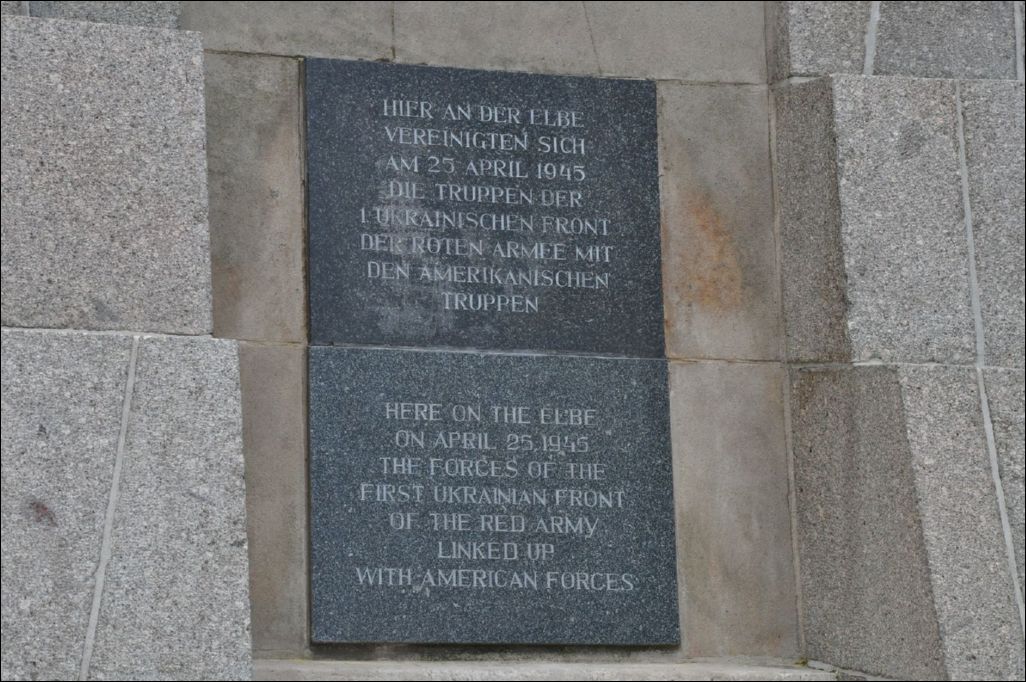 HIER AN DER ELBE
VEREINIGTEN SICH
AM 25 APRIL 1945
DIE TRUPPEN DER
1 UKRAINISCHEN FRONT
DER ROTEN ARMEE MIT
DEN AMERIKANISCHEN
TRUPPEN
HERE ON THE ELBE
ON APRIL 25,1945
THE FORCES OF THE
FIRST UKRAINIAN FRONT
OF THE RED ARMY
LINKED UP
WITH AMERICAN FORCES